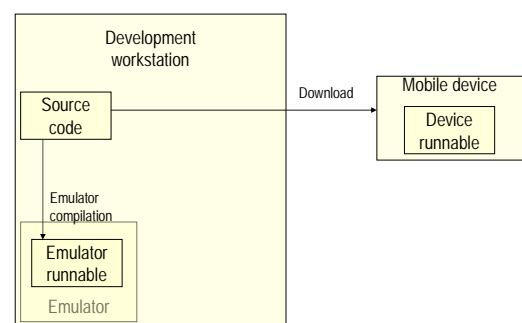 Development
workstation
Source
code
Download
Mobile device
Device
runnable
Emulator
compilation
Emulator
runnable
Emulator